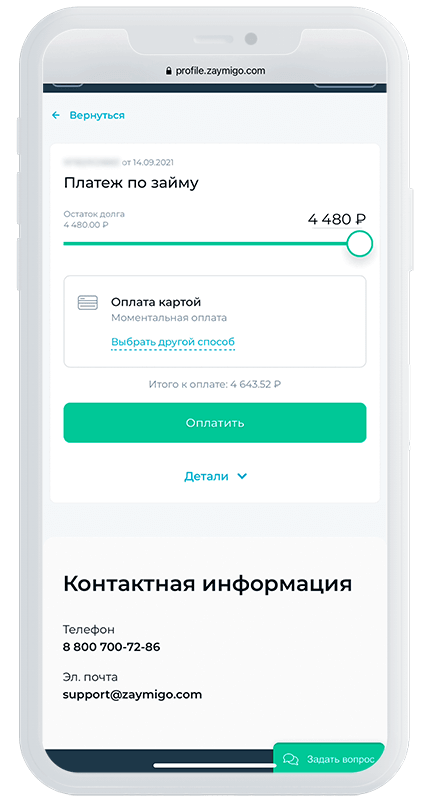 profile.zaymigo.com
Вернуться
от 14.09.2021
Платеж по займу
Остаток долга
4 480.00 ₽
4 480 ₽
Оплата картой
Моментальная оплата
Выбрать другой способ
Итого к оплате: 4 643.52 ₽
Оплатить
Детали
Контактная информация
Телефон
8 800 700-72-86
Эл. почта
support@zaymigo.com
Задать вопрос